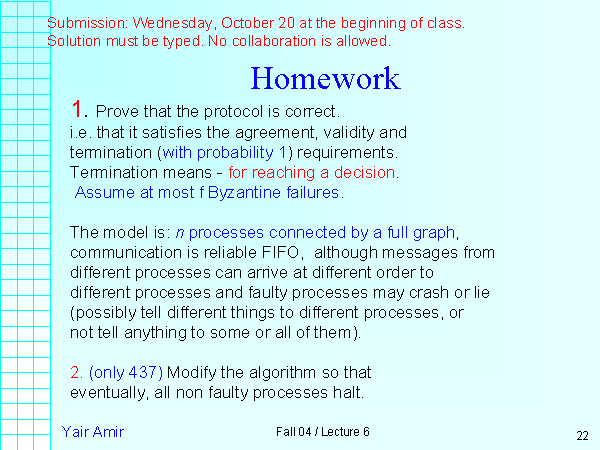 Submission: Wednesday, October 20 at the beginning of class.
Solution must be typed. No collaboration is allowed.
Homework
1. Prove that the protocol is correct.
i.e. that it satisfies the agreement, validity and
termination (with probability 1) requirements.
Termination means - for reaching a decision.
Assume at most f Byzantine failures.
The model is: n processes connected by a full graph,
communication is reliable FIFO, although messages from
different processes can arrive at different order to
different processes and faulty processes may crash or lie
(possibly tell different things to different processes, or
not tell anything to some or all of them).
2. (only 437) Modify the algorithm so that
eventually, all non faulty processes halt.
Yair Amir
Fall 04 / Lecture 6
22